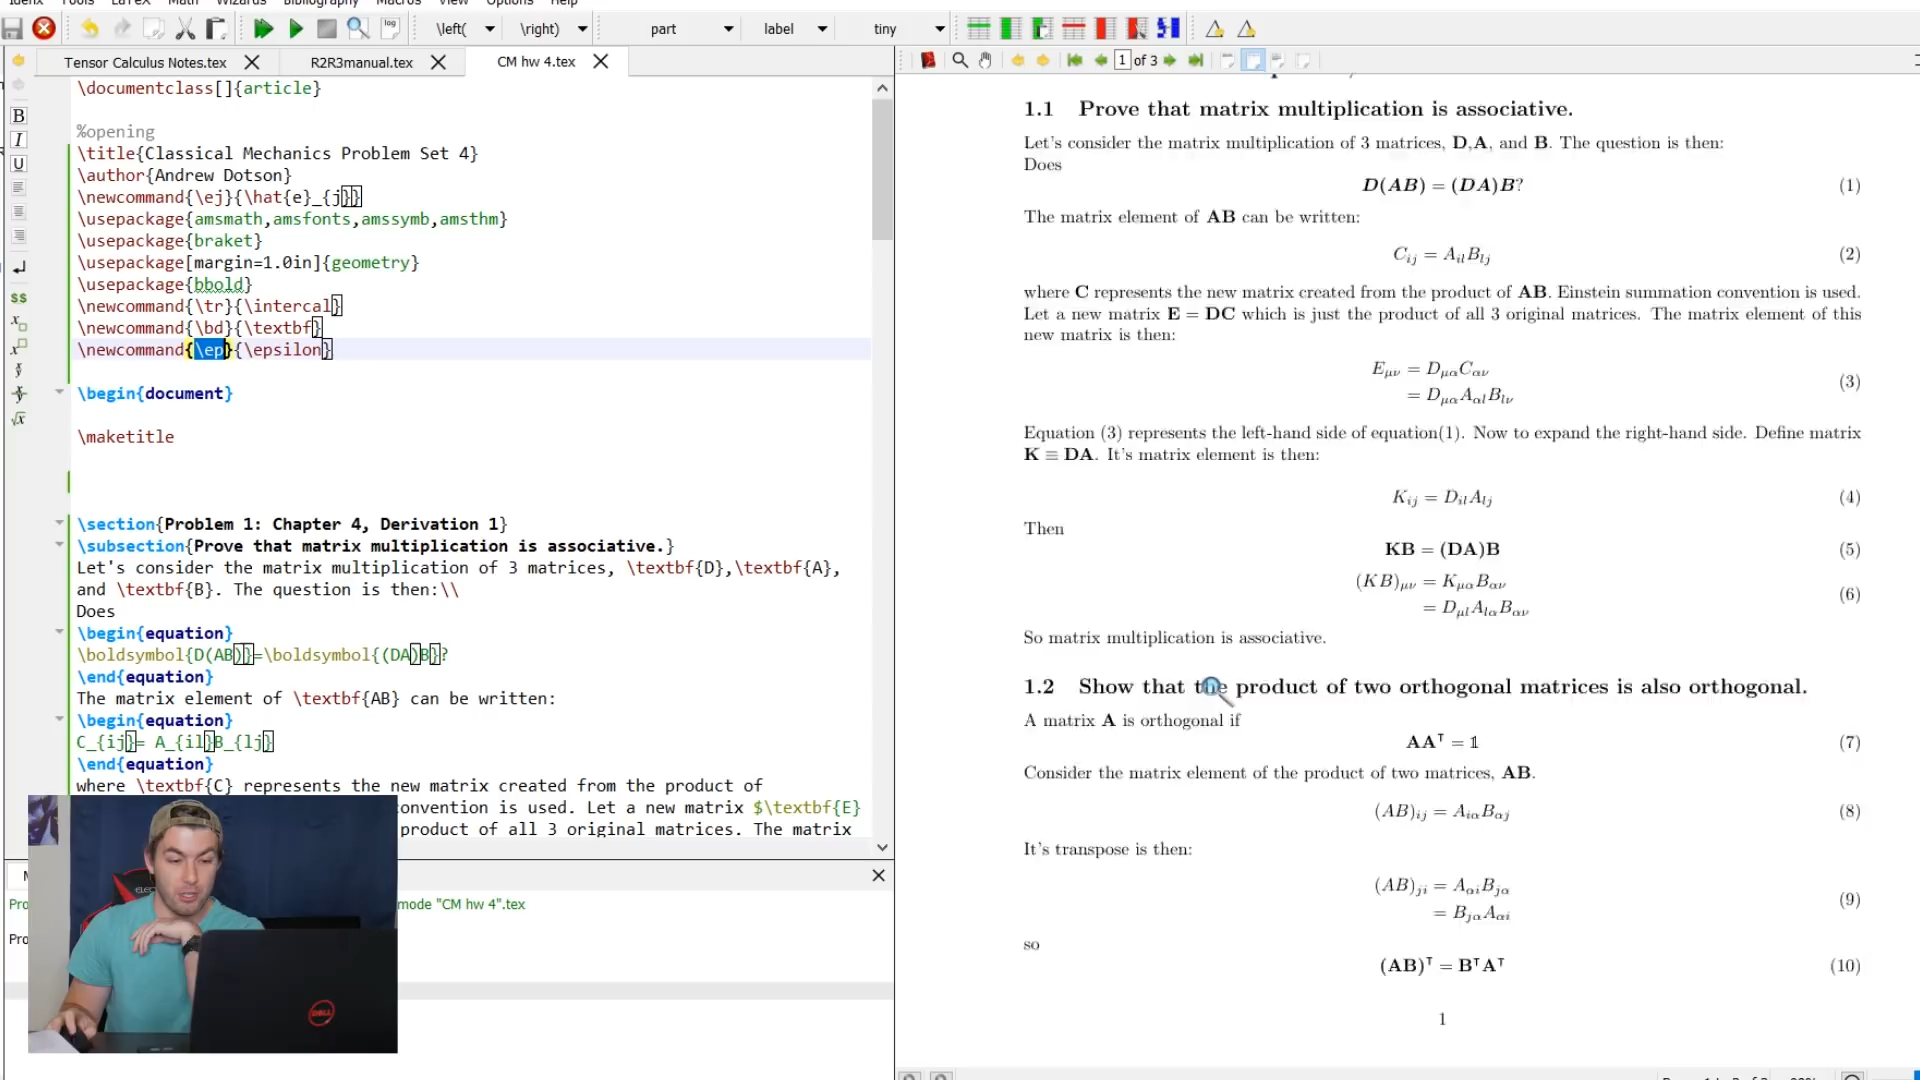 Idefix Tools LaTeX Math Wizards Bibliography Macros View Options Help
log \left( \right) part label tiny
Tensor Calculus Notes.tex R2R3manual.tex CM hw 4.tex
1 of 3
\documentclass[]{article}
%opening
\title{Classical Mechanics Problem Set 4}
\author{Andrew Dotson}
\newcommand{\ej}{\hat{e}_{j}}
\usepackage{amsmath,amsfonts,amssymb,amsthm}
\usepackage{braket}
\usepackage[margin=1.0in]{geometry}
\usepackage{bbold}
\newcommand{\tr}{\intercal}
\newcommand{\bd}{\textbf}
\newcommand{\ep}{\epsilon}
\begin{document}
\maketitle
\section{Problem 1: Chapter 4, Derivation 1}
\subsection{Prove that matrix multiplication is associative.}
Let's consider the matrix multiplication of 3 matrices, \textbf{D},\textbf{A},
and \textbf{B}. The question is then:\\
Does
\begin{equation}
\boldsymbol{D(AB)}=\boldsymbol{(DA)B}?
\end{equation}
The matrix element of \textbf{AB} can be written:
\begin{equation}
C_{ij}= A_{il}B_{lj}
\end{equation}
where \textbf{C} represents the new matrix created from the product of
convention is used. Let a new matrix $\textbf{E}
product of all 3 original matrices. The matrix
mode "CM hw 4".tex
DELL
1.1 Prove that matrix multiplication is associative.
Let's consider the matrix multiplication of 3 matrices, D,A, and B. The question is then:
Does
D(AB) = (DA)B? (1)
The matrix element of AB can be written:
C_ij = A_il B_lj (2)
where C represents the new matrix created from the product of AB. Einstein summation convention is used.
Let a new matrix E = DC which is just the product of all 3 original matrices. The matrix element of this
new matrix is then:
E_μν = D_μα C_αν
= D_μα A_αl B_lν (3)
Equation (3) represents the left-hand side of equation(1). Now to expand the right-hand side. Define matrix
K ≡ DA. It's matrix element is then:
K_ij = D_il A_lj (4)
Then
KB = (DA)B (5)
(KB)_μν = K_μα B_αν
= D_μl A_lα B_αν (6)
So matrix multiplication is associative.
1.2 Show that the product of two orthogonal matrices is also orthogonal.
A matrix A is orthogonal if
AA⊺ = 𝟙 (7)
Consider the matrix element of the product of two matrices, AB.
(AB)_ij = A_iα B_αj (8)
It's transpose is then:
(AB)_ji = A_αi B_jα
= B_jα A_αi (9)
so
(AB)⊺ = B⊺A⊺ (10)
1